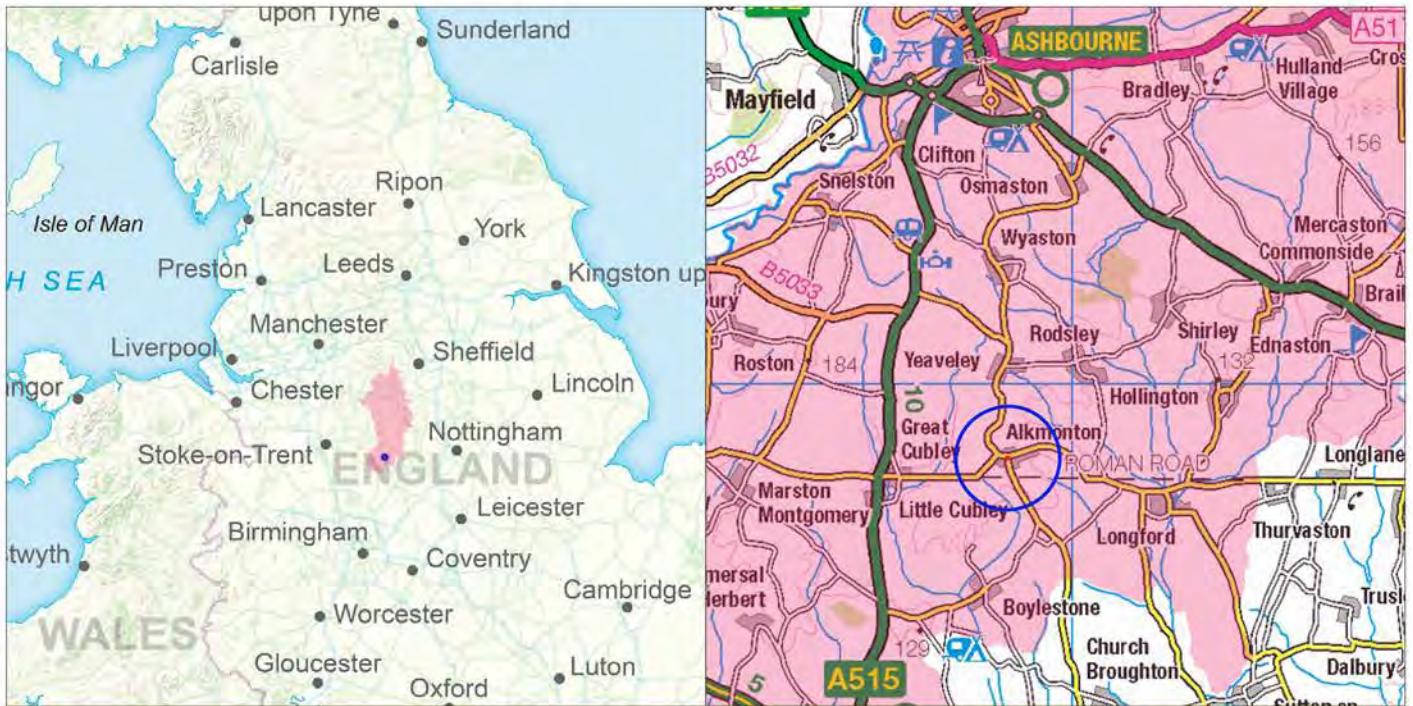 upon Tyne
Sunderland
Carlisle
Ripon
Lancaster
Isle of Man
York
Preston
Leeds
Kingston up
H SEA
Manchester
Liverpool
Sheffield
Chester
Lincoln
ngor
Stoke-on-Trent
Nottingham
ENGLAND
Leicester
Birmingham
Coventry
twyth
Cambridge
Worcester
WALES
Gloucester
Luton
Oxford
ASHBOURNE
A51
Cros
Hulland
Village
Mayfield
Bradley
156
B5032
Clifton
Snelston
Osmaston
Mercaston
Commonside
Wyaston
B5033
Brail
bury
Rodsley
Shirley
Roston
184
Yeaveley
132
Ednaston
10
Hollington
Great
Cubley
Alkmonton
ROMAN ROAD
Longlane
Marston
Montgomery
Little Cubley
Longford
Thurvaston
mersal
Herbert
Boylestone
Trusl
129
Church
Broughton
Dalbury
A515
5
Sutton on